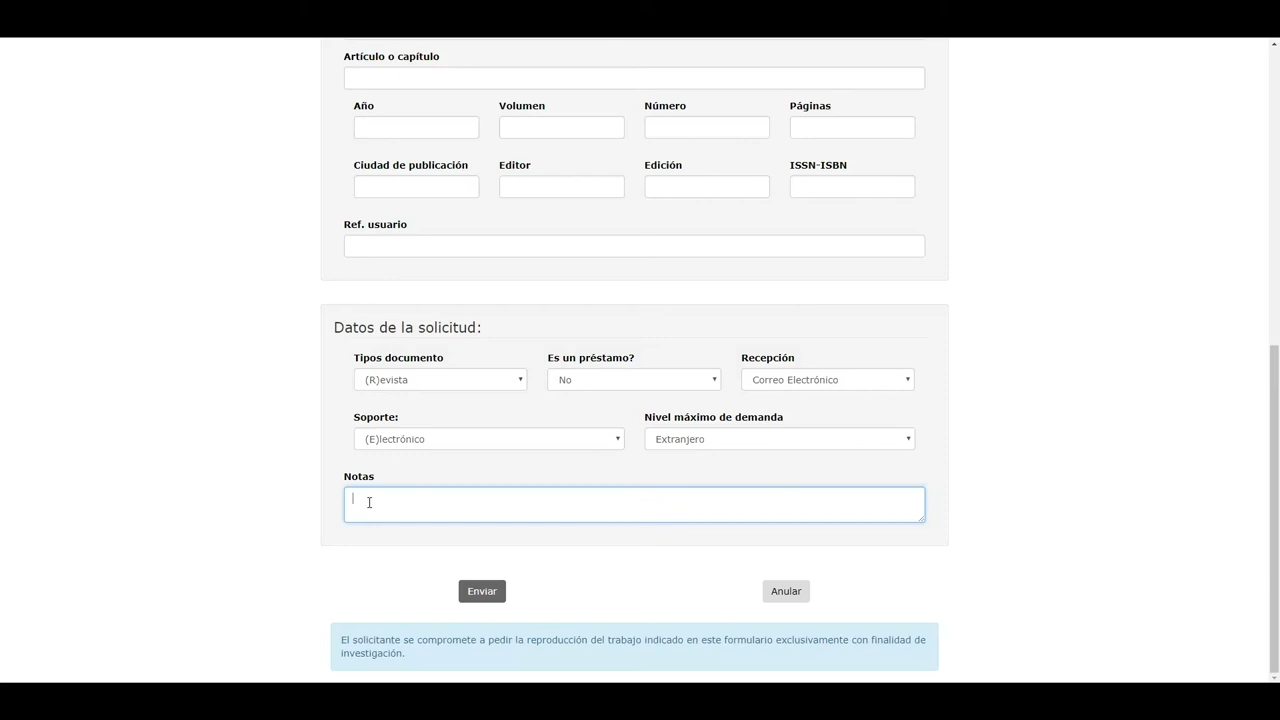 Artículo o capítulo
Año Volumen Número Páginas
Ciudad de publicación Editor Edición ISSN-ISBN
Ref. usuario
Datos de la solicitud:
Tipos documento Es un préstamo? Recepción
(R)evista No Correo Electrónico
Soporte: Nivel máximo de demanda
(E)lectrónico Extranjero
Notas
Enviar Anular
El solicitante se compromete a pedir la reproducción del trabajo indicado en este formulario exclusivamente con finalidad de
investigación.